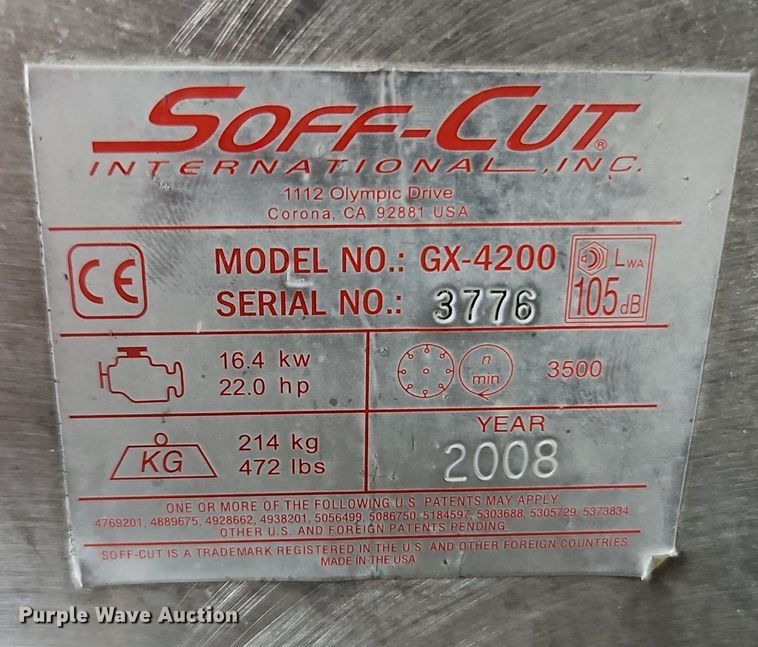 SOFF-CUT®
INTERNATIONAL, INC.
1112 Olympic Drive
Corona, CA 92881 USA
CE
MODEL NO.: GX-4200
SERIAL NO.: 3776
LWA
105 dB
16.4 kw
22.0 hp
n
min
3500
KG
214 kg
472 lbs
YEAR
2008
ONE OR MORE OF THE FOLLOWING U.S. PATENTS MAY APPLY
4769201, 4889675, 4928662, 4938201, 5056499, 5086750, 5184597, 5303688, 5305729, 5373834
OTHER U.S. AND FOREIGN PATENTS PENDING
SOFF-CUT IS A TRADEMARK REGISTERED IN THE U.S. AND OTHER FOREIGN COUNTRIES.
MADE IN THE USA
Purple Wave Auction